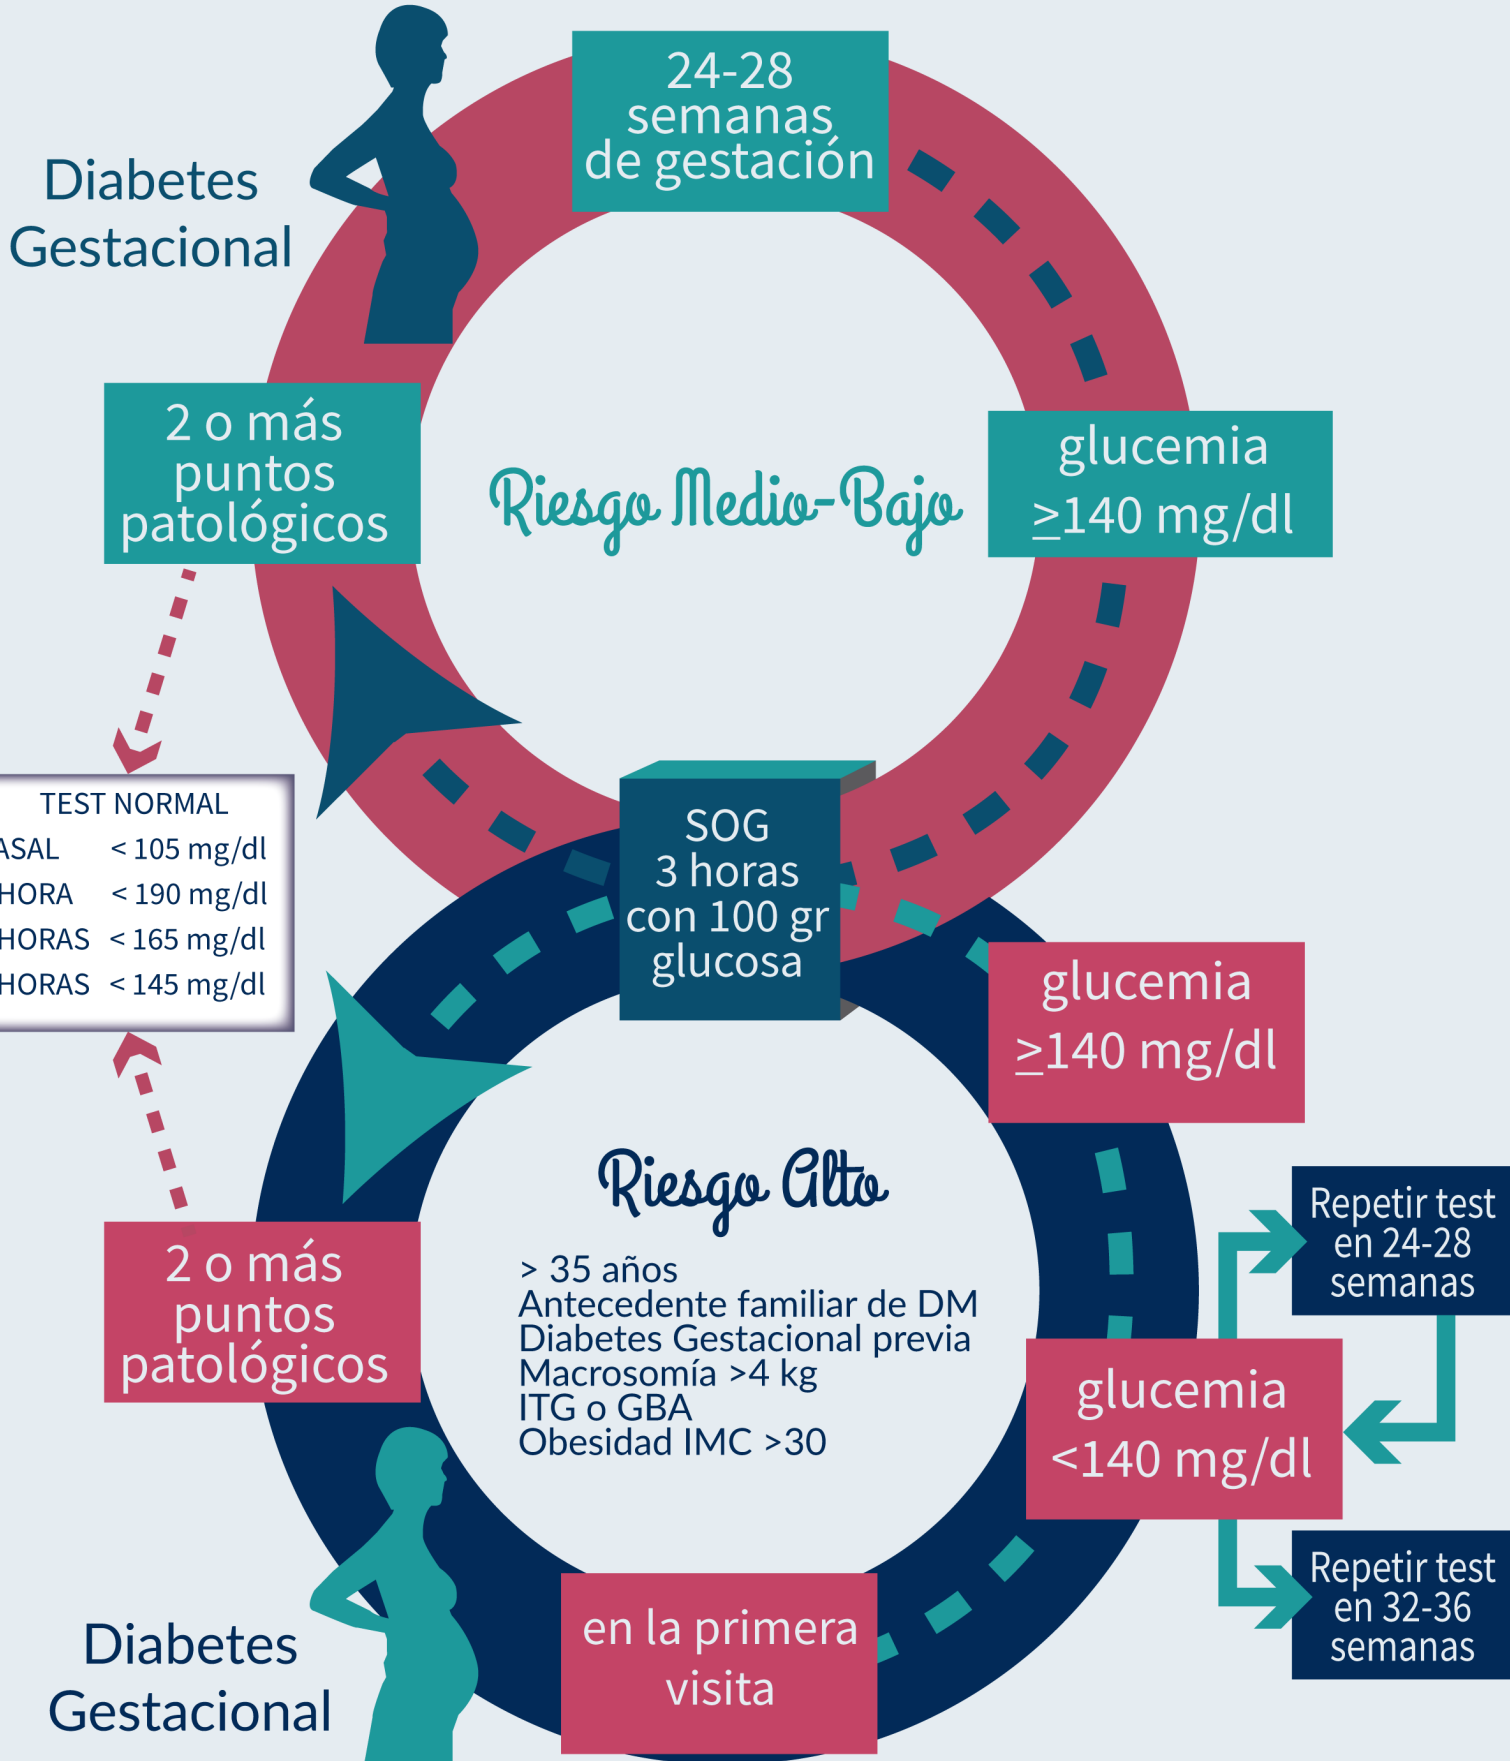 24-28
semanas
de gestación
Diabetes
Gestacional
2 o más
puntos
patológicos
Riesgo Medio-Bajo
glucemia
≥140 mg/dl
TEST NORMAL
ASAL < 105 mg/dl
HORA < 190 mg/dl
HORAS < 165 mg/dl
HORAS < 145 mg/dl
SOG
3 horas
con 100 gr
glucosa
glucemia
≥140 mg/dl
Riesgo Alto
> 35 años
Antecedente familiar de DM
Diabetes Gestacional previa
Macrosomía >4 kg
ITG o GBA
Obesidad IMC >30
2 o más
puntos
patológicos
Repetir test
en 24-28
semanas
glucemia
<140 mg/dl
Repetir test
en 32-36
semanas
en la primera
visita
Diabetes
Gestacional